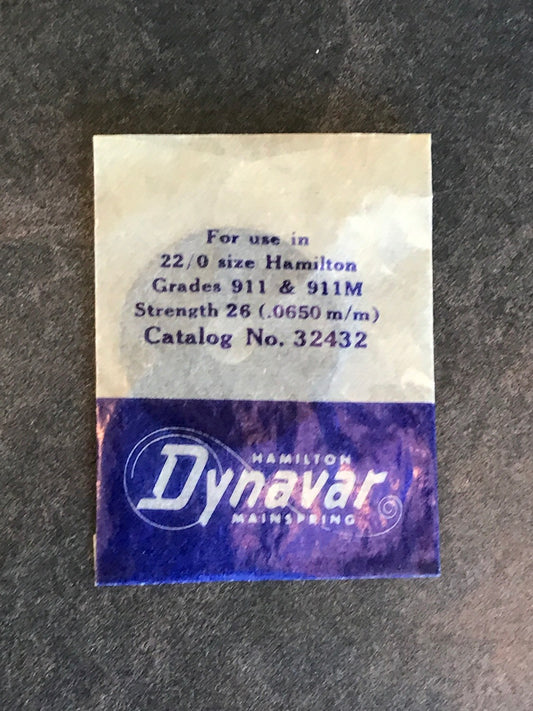 For use in
22/0 size Hamilton
Grades 911 & 911M
Strength 26 (.0650 m/m)
Catalog No. 32432
HAMILTON
Dynavar
MAINSPRING